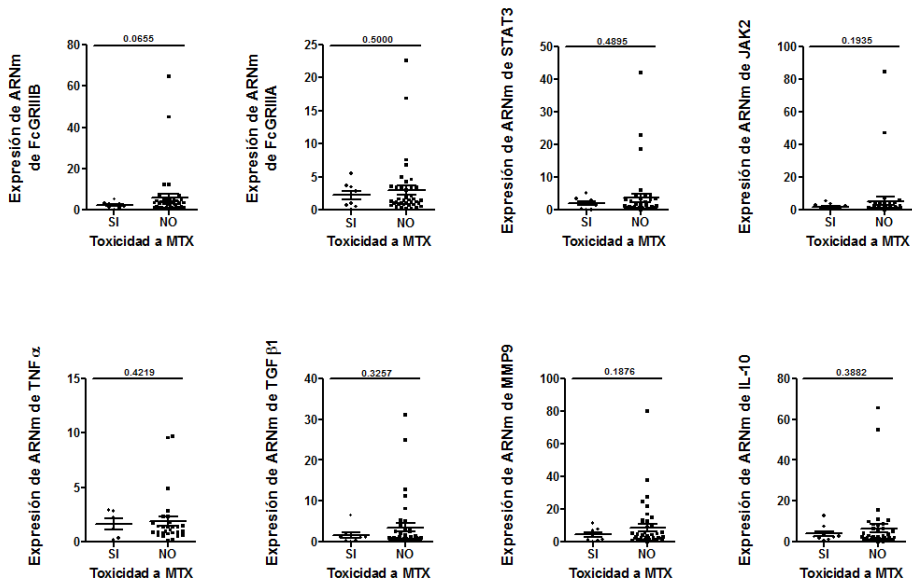 Expresión de ARNm
de FcGRIIIB
0.0655
80
60
40
20
0
SI
NO
Toxicidad a MTX
Expresión de ARNm
de FcGRIIIA
0.5000
25
20
15
10
5
0
SI
NO
Toxicidad a MTX
Expresión de ARNm de STAT3
0.4895
50
40
30
20
10
0
SI
NO
Toxicidad a MTX
Expresión de ARNm de JAK2
0.1935
100
80
60
40
20
0
SI
NO
Toxicidad a MTX
Expresión de ARNm de TNF α
0.4219
15
10
5
0
SI
NO
Toxicidad a MTX
Expresión de ARNm de TGF β1
0.3257
40
30
20
10
0
SI
NO
Toxicidad a MTX
Expresión de ARNm de MMP9
0.1876
100
80
60
40
20
0
SI
NO
Toxicidad a MTX
Expresión de ARNm de IL-10
0.3882
80
60
40
20
0
SI
NO
Toxicidad a MTX